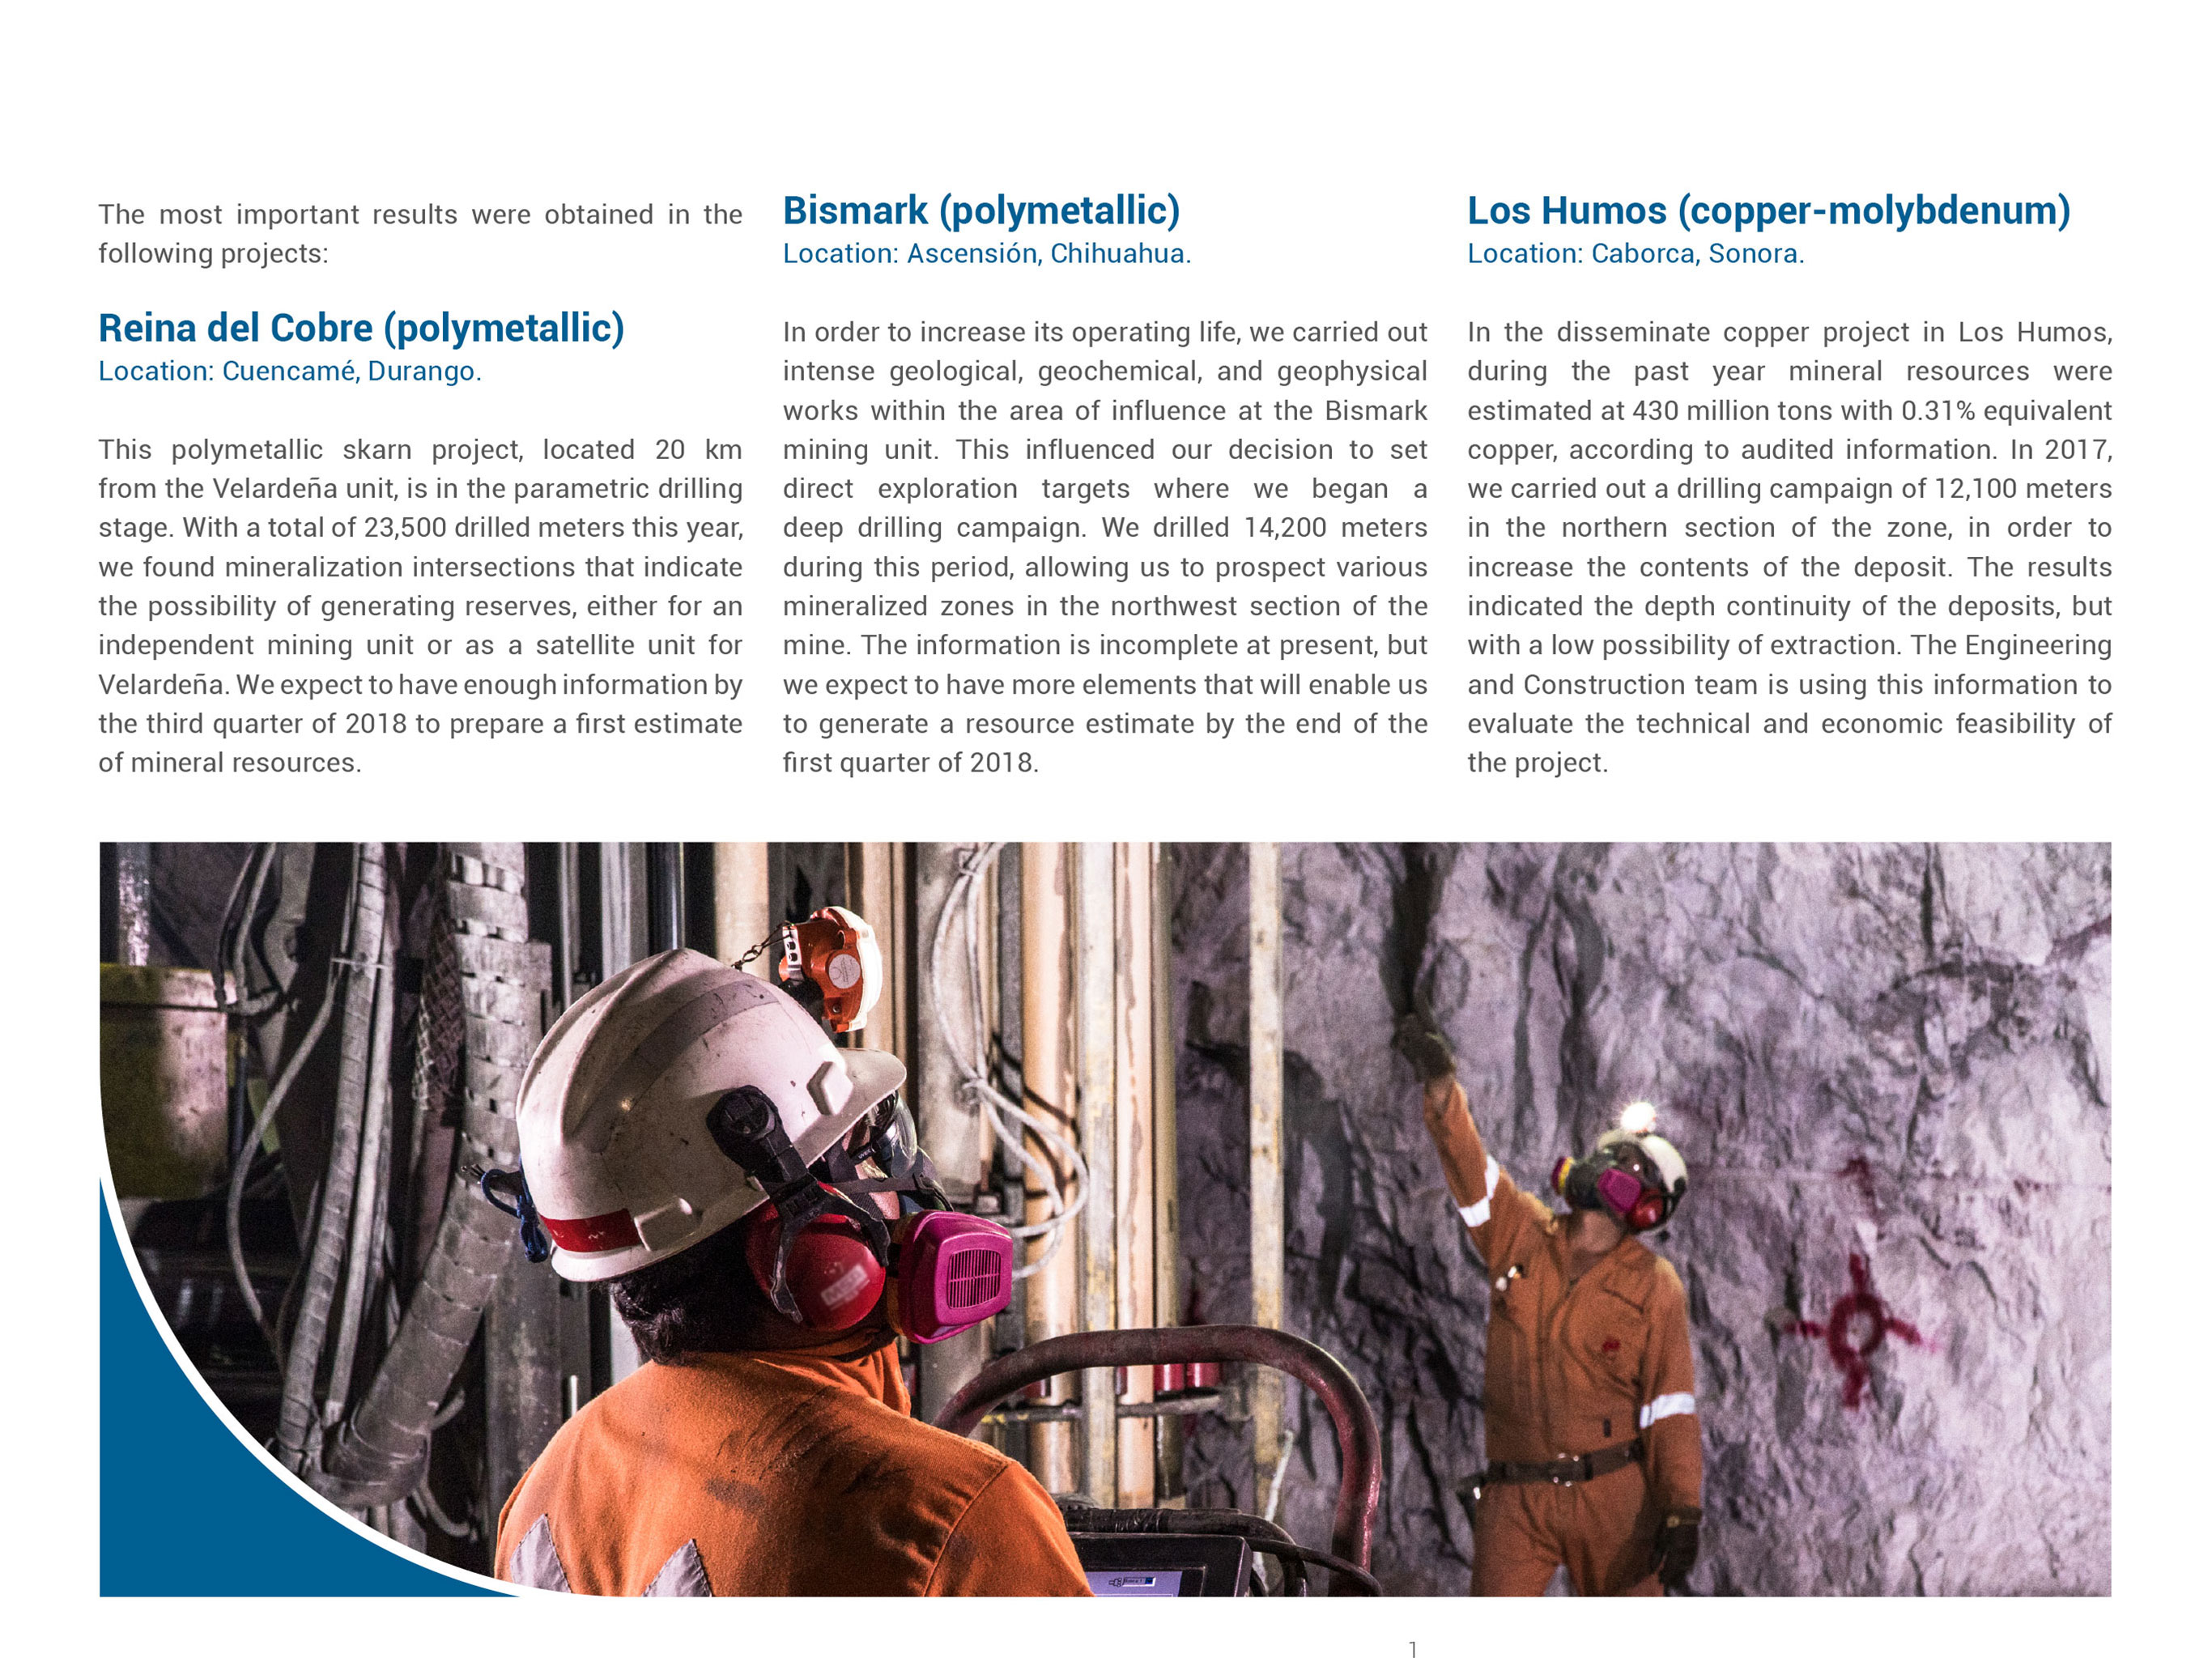 The most important results were obtained in the
following projects:
Reina del Cobre (polymetallic)
Location: Cuencamé, Durango.
This polymetallic skarn project, located 20 km
from the Velardeña unit, is in the parametric drilling
stage. With a total of 23,500 drilled meters this year,
we found mineralization intersections that indicate
the possibility of generating reserves, either for an
independent mining unit or as a satellite unit for
Velardeña. We expect to have enough information by
the third quarter of 2018 to prepare a first estimate
of mineral resources.
Bismark (polymetallic)
Location: Ascensión, Chihuahua.
In order to increase its operating life, we carried out
intense geological, geochemical, and geophysical
works within the area of influence at the Bismark
mining unit. This influenced our decision to set
direct exploration targets where we began a
deep drilling campaign. We drilled 14,200 meters
during this period, allowing us to prospect various
mineralized zones in the northwest section of the
mine. The information is incomplete at present, but
we expect to have more elements that will enable us
to generate a resource estimate by the end of the
first quarter of 2018.
Los Humos (copper-molybdenum)
Location: Caborca, Sonora.
In the disseminate copper project in Los Humos,
during the past year mineral resources were
estimated at 430 million tons with 0.31% equivalent
copper, according to audited information. In 2017,
we carried out a drilling campaign of 12,100 meters
in the northern section of the zone, in order to
increase the contents of the deposit. The results
indicated the depth continuity of the deposits, but
with a low possibility of extraction. The Engineering
and Construction team is using this information to
evaluate the technical and economic feasibility of
the project.
MSA
1